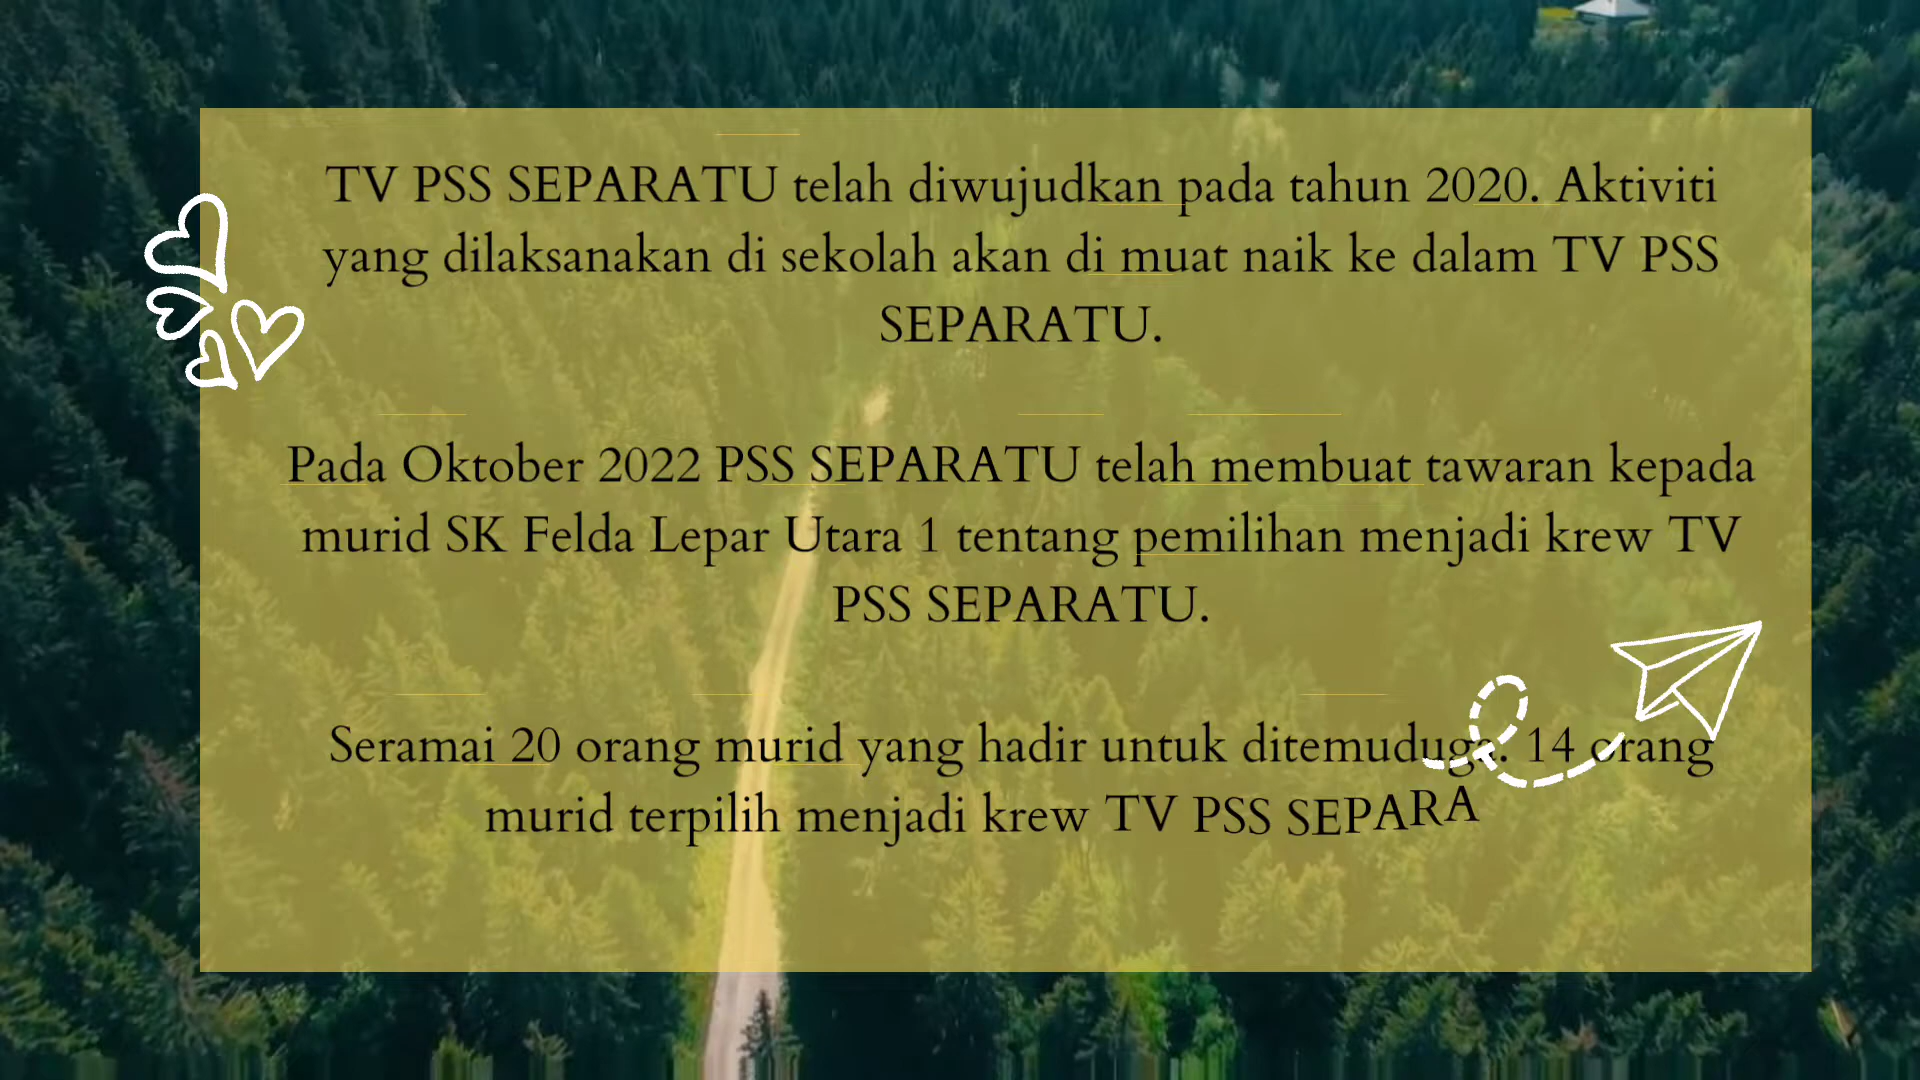 TV PSS SEPARATU telah diwujudkan pada tahun 2020. Aktiviti
yang dilaksanakan di sekolah akan di muat naik ke dalam TV PSS
SEPARATU.
Pada Oktober 2022 PSS SEPARATU telah membuat tawaran kepada
murid SK Felda Lepar Utara 1 tentang pemilihan menjadi krew TV
PSS SEPARATU.
Seramai 20 orang murid yang hadir untuk ditemuduga. 14 orang
murid terpilih menjadi krew TV PSS SEPARA